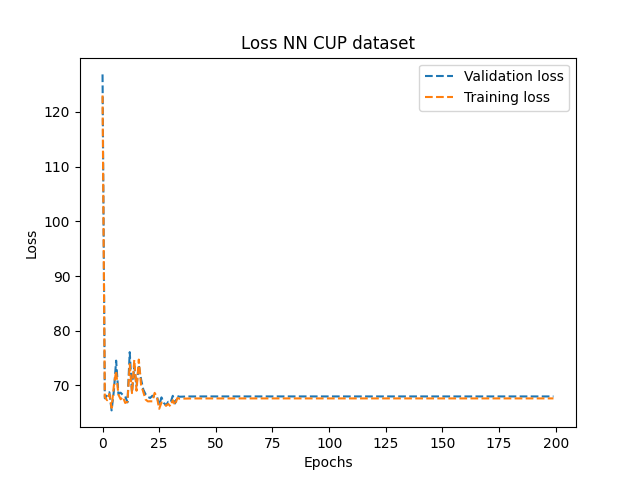 Loss NN CUP dataset
Validation loss
Training loss
120
110
100
90
80
70
Loss
0 25 50 75 100 125 150 175 200
Epochs